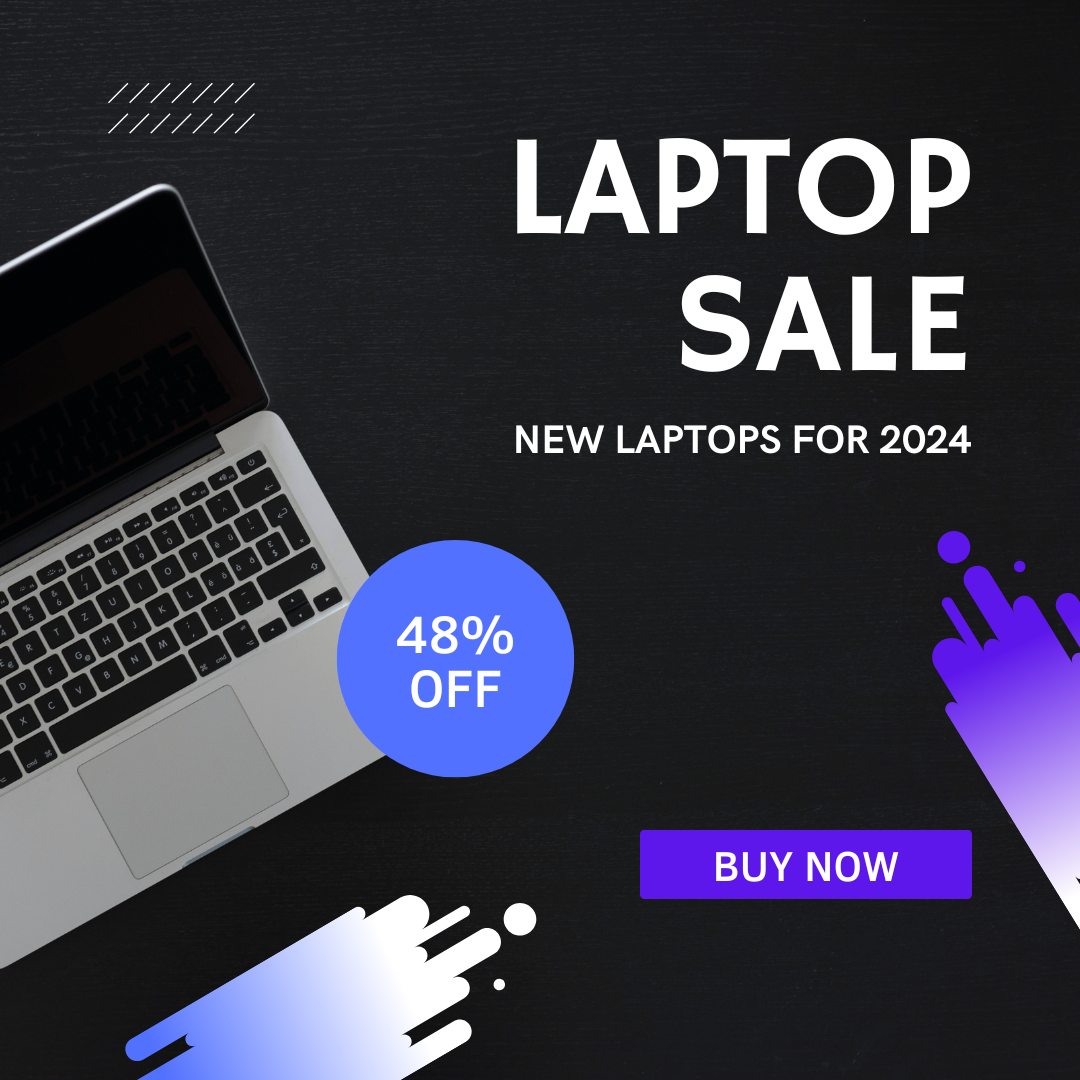 LAPTOP
SALE
NEW LAPTOPS FOR 2024
48%
OFF
BUY NOW